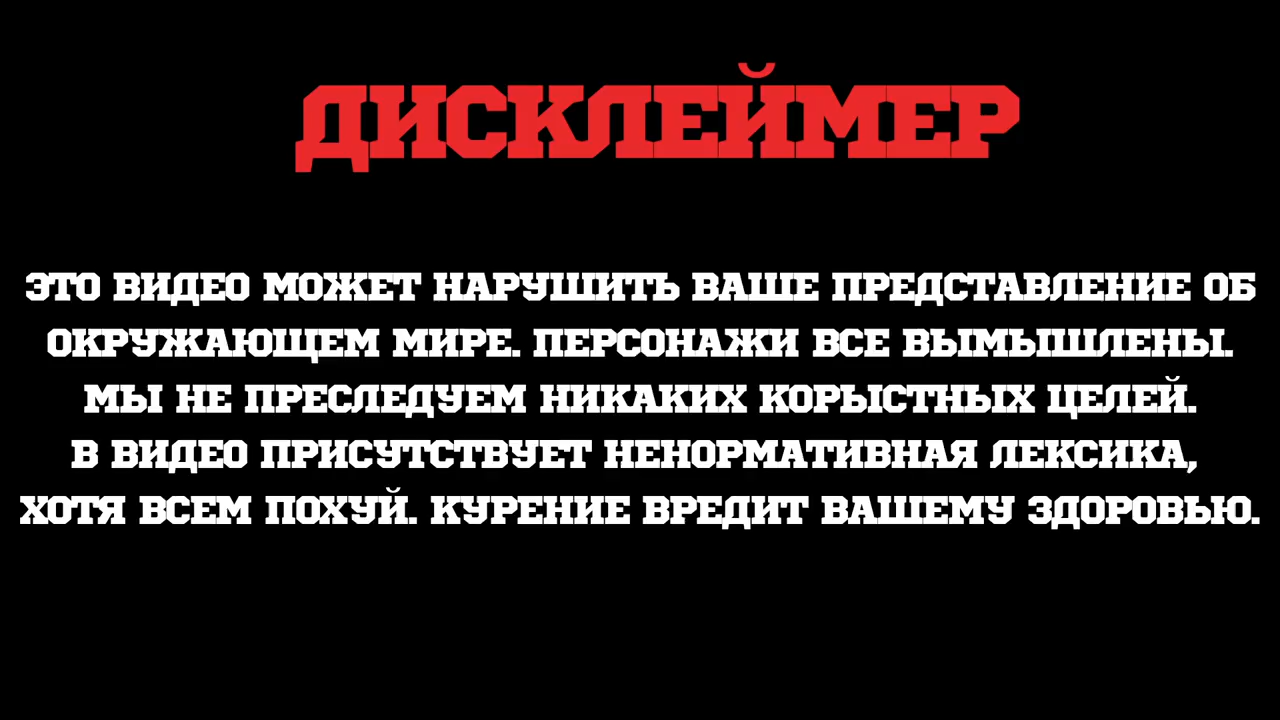 ДИСКЛЕЙМЕР
ЭТО ВИДЕО МОЖЕТ НАРУШИТЬ ВАШЕ ПРЕДСТАВЛЕНИЕ ОБ
ОКРУЖАЮЩЕМ МИРЕ. ПЕРСОНАЖИ ВСЕ ВЫМЫШЛЕНЫ.
МЫ НЕ ПРЕСЛЕДУЕМ НИКАКИХ КОРЫСТНЫХ ЦЕЛЕЙ.
В ВИДЕО ПРИСУТСТВУЕТ НЕНОРМАТИВНАЯ ЛЕКСИКА,
ХОТЯ ВСЕМ ПОХУЙ. КУРЕНИЕ ВРЕДИТ ВАШЕМУ ЗДОРОВЬЮ.